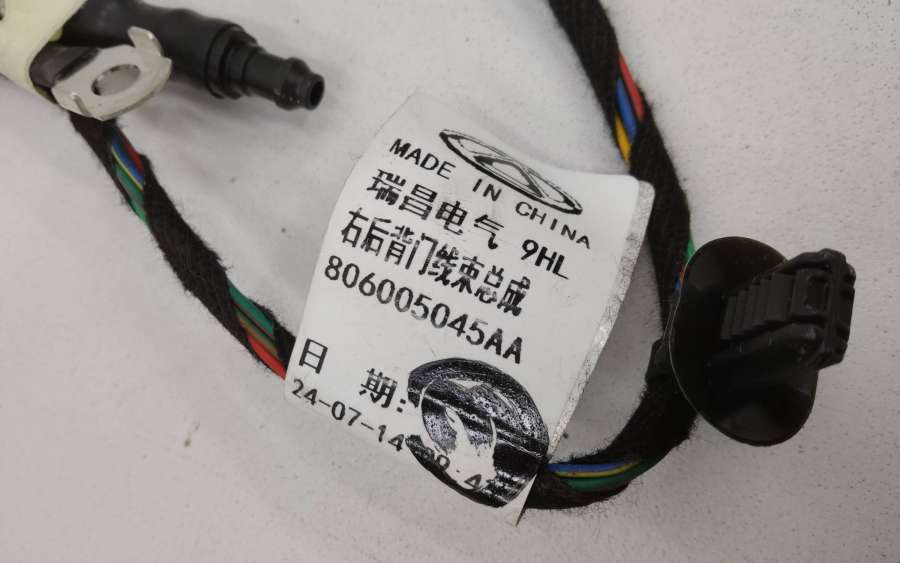 MADE IN CHINA
瑞昌电气 9HL
右后背门线束总成
806005045AA
日 期:
24-07-14